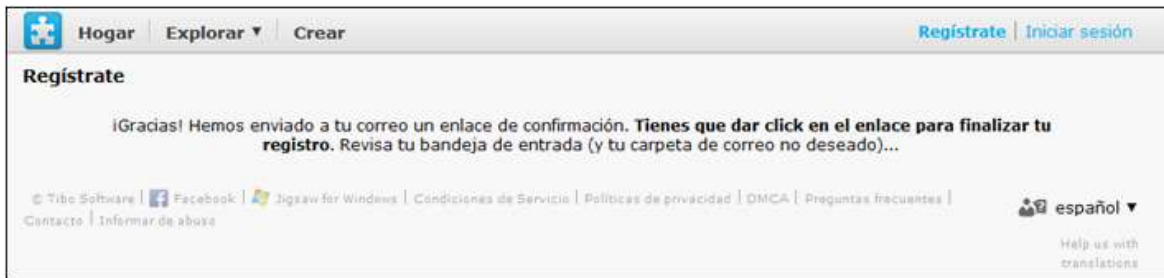 Hogar Explorar ▼ Crear Regístrate Iniciar sesión
Regístrate
¡Gracias! Hemos enviado a tu correo un enlace de confirmación. Tienes que dar click en el enlace para finalizar tu
registro. Revisa tu bandeja de entrada (y tu carpeta de correo no deseado)...
© Tibo Software | Facebook | Jigsaw for Windows | Condiciones de Servicio | Políticas de privacidad | DMCA | Preguntas frecuentes |
Contacto | Informar de abuso
español ▼
Help us with
translations